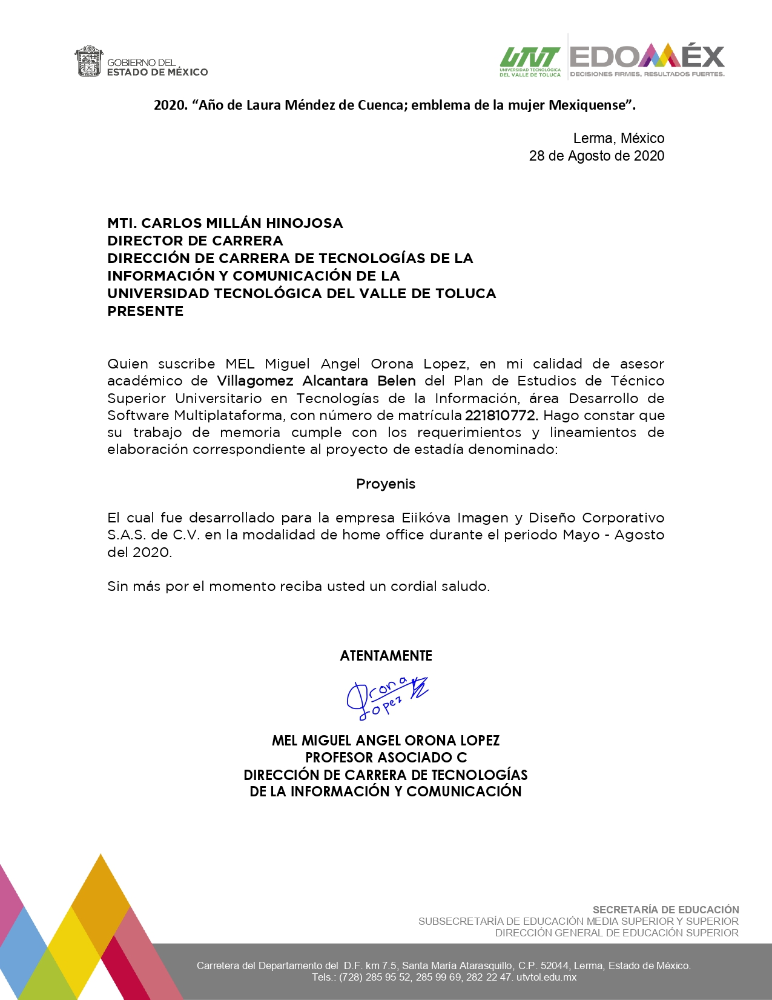 GOBIERNO DEL
ESTADO DE MÉXICO
UTVT
UNIVERSIDAD TECNOLÓGICA
DEL VALLE DE TOLUCA
EDOMÉX
DECISIONES FIRMES, RESULTADOS FUERTES.
2020. “Año de Laura Méndez de Cuenca; emblema de la mujer Mexiquense”.
Lerma, México
28 de Agosto de 2020
MTI. CARLOS MILLÁN HINOJOSA
DIRECTOR DE CARRERA
DIRECCIÓN DE CARRERA DE TECNOLOGÍAS DE LA
INFORMACIÓN Y COMUNICACIÓN DE LA
UNIVERSIDAD TECNOLÓGICA DEL VALLE DE TOLUCA
PRESENTE
Quien suscribe MEL Miguel Angel Orona Lopez, en mi calidad de asesor
académico de Villagomez Alcantara Belen del Plan de Estudios de Técnico
Superior Universitario en Tecnologías de la Información, área Desarrollo de
Software Multiplataforma, con número de matrícula 221810772. Hago constar que
su trabajo de memoria cumple con los requerimientos y lineamientos de
elaboración correspondiente al proyecto de estadía denominado:
Proyenis
El cual fue desarrollado para la empresa Eiikóva Imagen y Diseño Corporativo
S.A.S. de C.V. en la modalidad de home office durante el periodo Mayo - Agosto
del 2020.
Sin más por el momento reciba usted un cordial saludo.
ATENTAMENTE
Orona
Lopez
MEL MIGUEL ANGEL ORONA LOPEZ
PROFESOR ASOCIADO C
DIRECCIÓN DE CARRERA DE TECNOLOGÍAS
DE LA INFORMACIÓN Y COMUNICACIÓN
SECRETARÍA DE EDUCACIÓN
SUBSECRETARÍA DE EDUCACIÓN MEDIA SUPERIOR Y SUPERIOR
DIRECCIÓN GENERAL DE EDUCACIÓN SUPERIOR
Carretera del Departamento del D.F. km 7.5, Santa María Atarasquillo, C.P. 52044, Lerma, Estado de México.
Tels.: (728) 285 95 52, 285 99 69, 282 22 47. utvtol.edu.mx